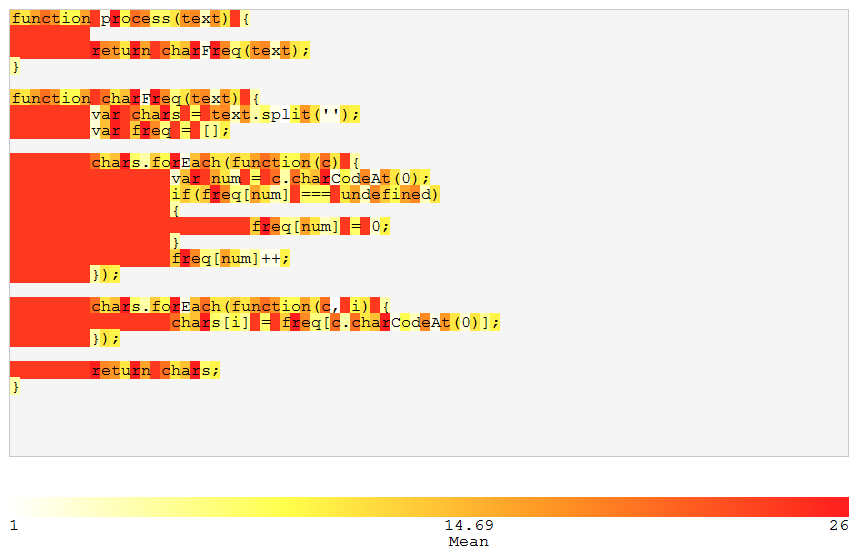 function process(text) {
return charFreq(text);
}
function charFreq(text) {
var chars = text.split('');
var freq = [];
chars.forEach(function(c) {
var num = c.charCodeAt(0);
if(freq[num] === undefined)
{
freq[num] = 0;
}
freq[num]++;
});
chars.forEach(function(c, i) {
chars[i] = freq[c.charCodeAt(0)];
});
return chars;
}
1 14.69 26
Mean